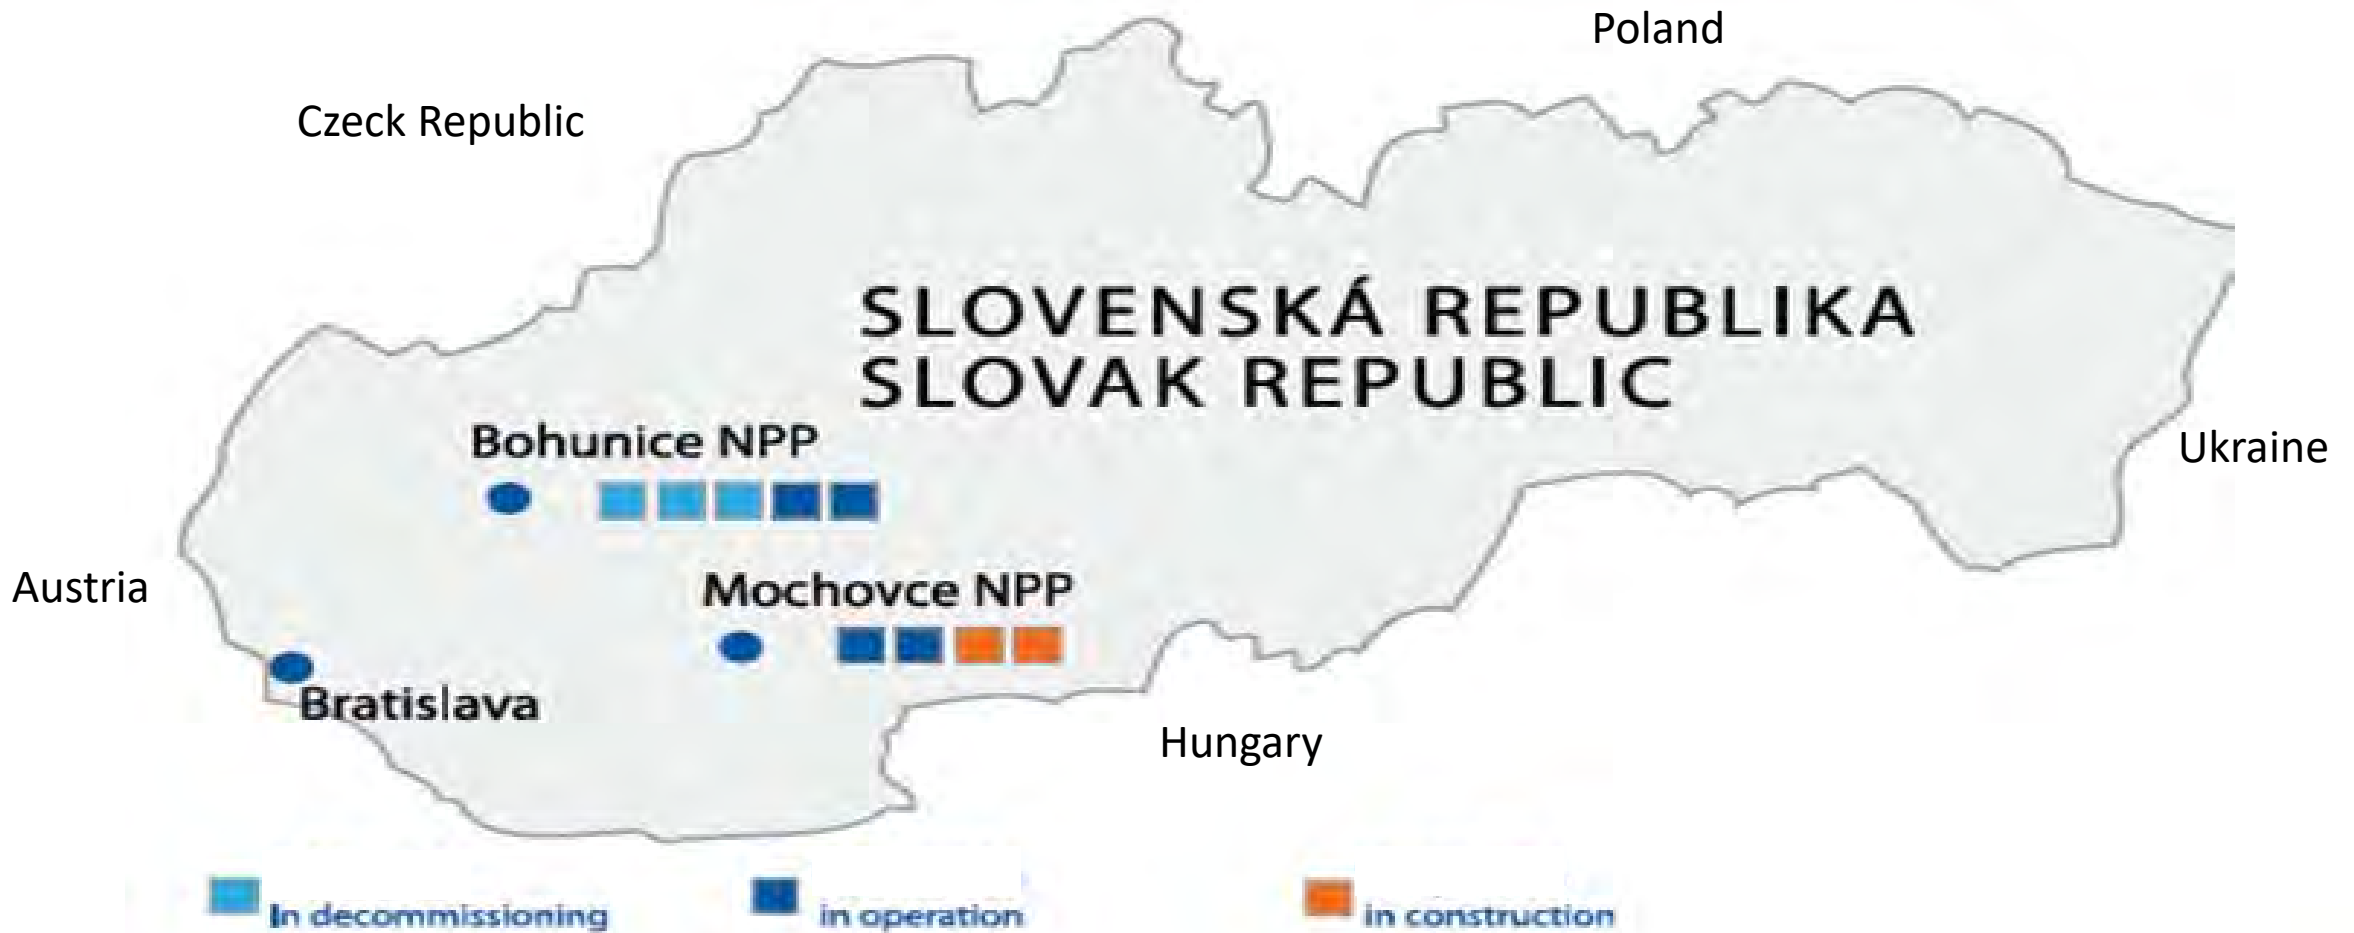 Poland
Czeck Republic
SLOVENSKÁ REPUBLIKA
SLOVAK REPUBLIC
Bohunice NPP
Ukraine
Austria
Mochovce NPP
Bratislava
Hungary
In decommissioning
in operation
in construction